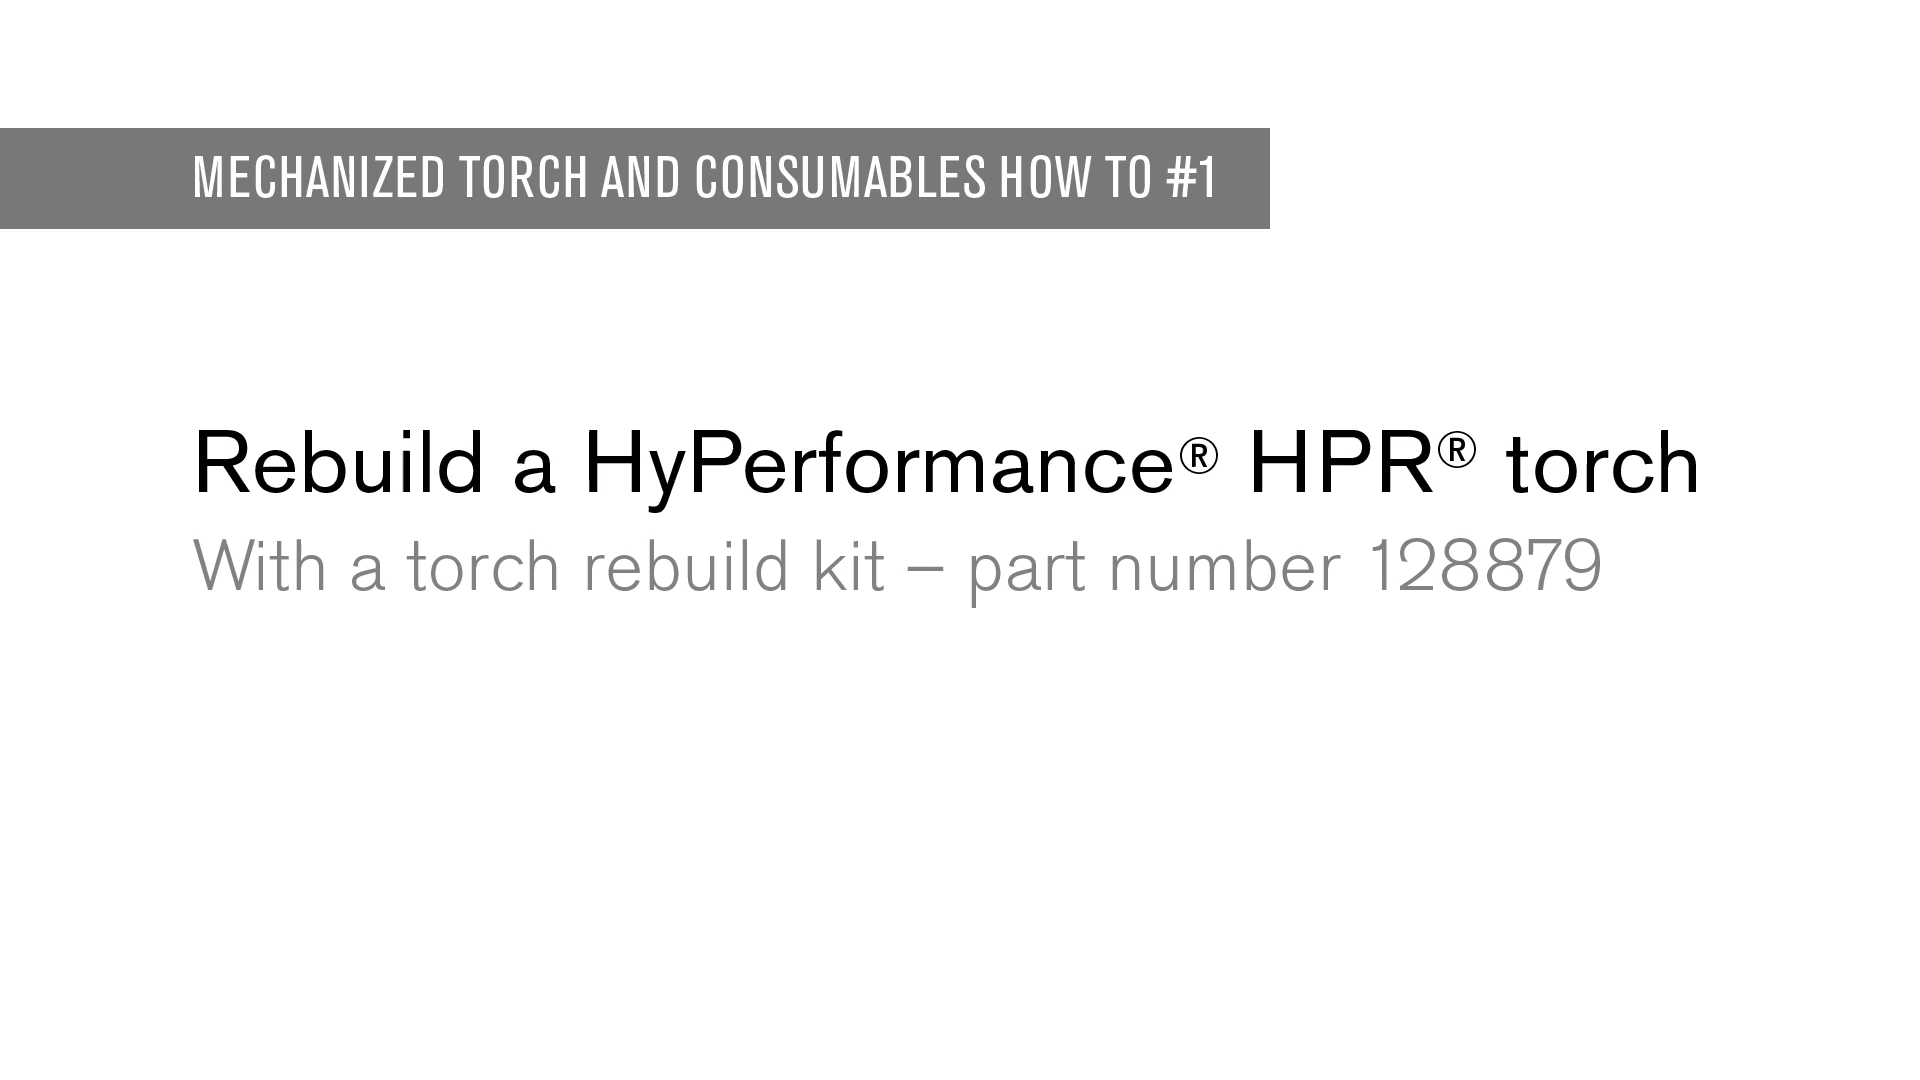 MECHANIZED TORCH AND CONSUMABLES HOW TO #1
Rebuild a HyPerformance® HPR® torch
With a torch rebuild kit – part number 128879